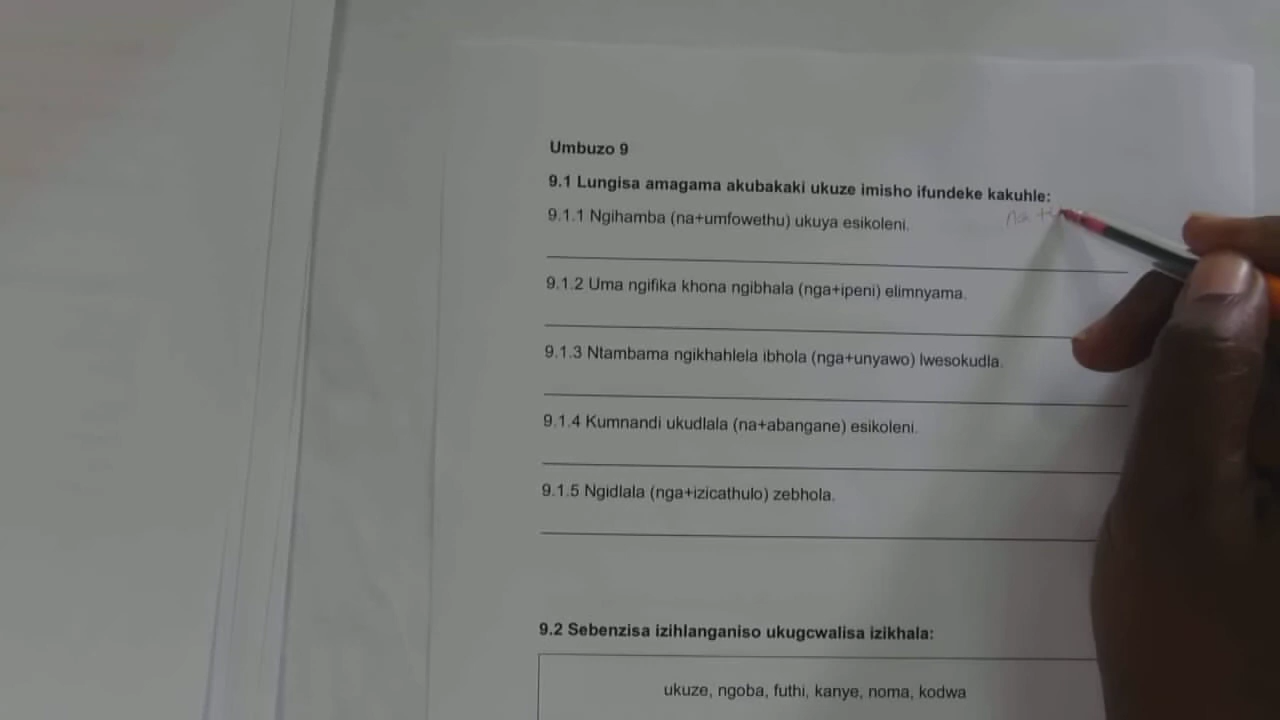 Umbuzo 9
9.1 Lungisa amagama akubakaki ukuze imisho ifundeke kakuhle:
na +
9.1.1 Ngihamba (na+umfowethu) ukuya esikoleni.
9.1.2 Uma ngifika khona ngibhala (nga+ipeni) elimnyama.
9.1.3 Ntambama ngikhahlela ibhola (nga+unyawo) lwesokudla.
9.1.4 Kumnandi ukudlala (na+abangane) esikoleni.
9.1.5 Ngidlala (nga+izicathulo) zebhola.
9.2 Sebenzisa izihlanganiso ukugcwalisa izikhala:
ukuze, ngoba, futhi, kanye, noma, kodwa